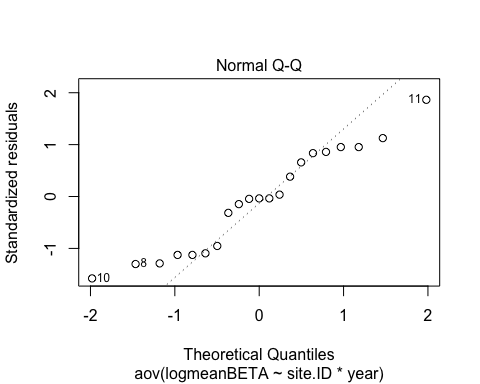 Normal Q-Q
Standardized residuals
2
1
0
-1
11
8
10
-2 -1 0 1 2
Theoretical Quantiles
aov(logmeanBETA ~ site.ID * year)